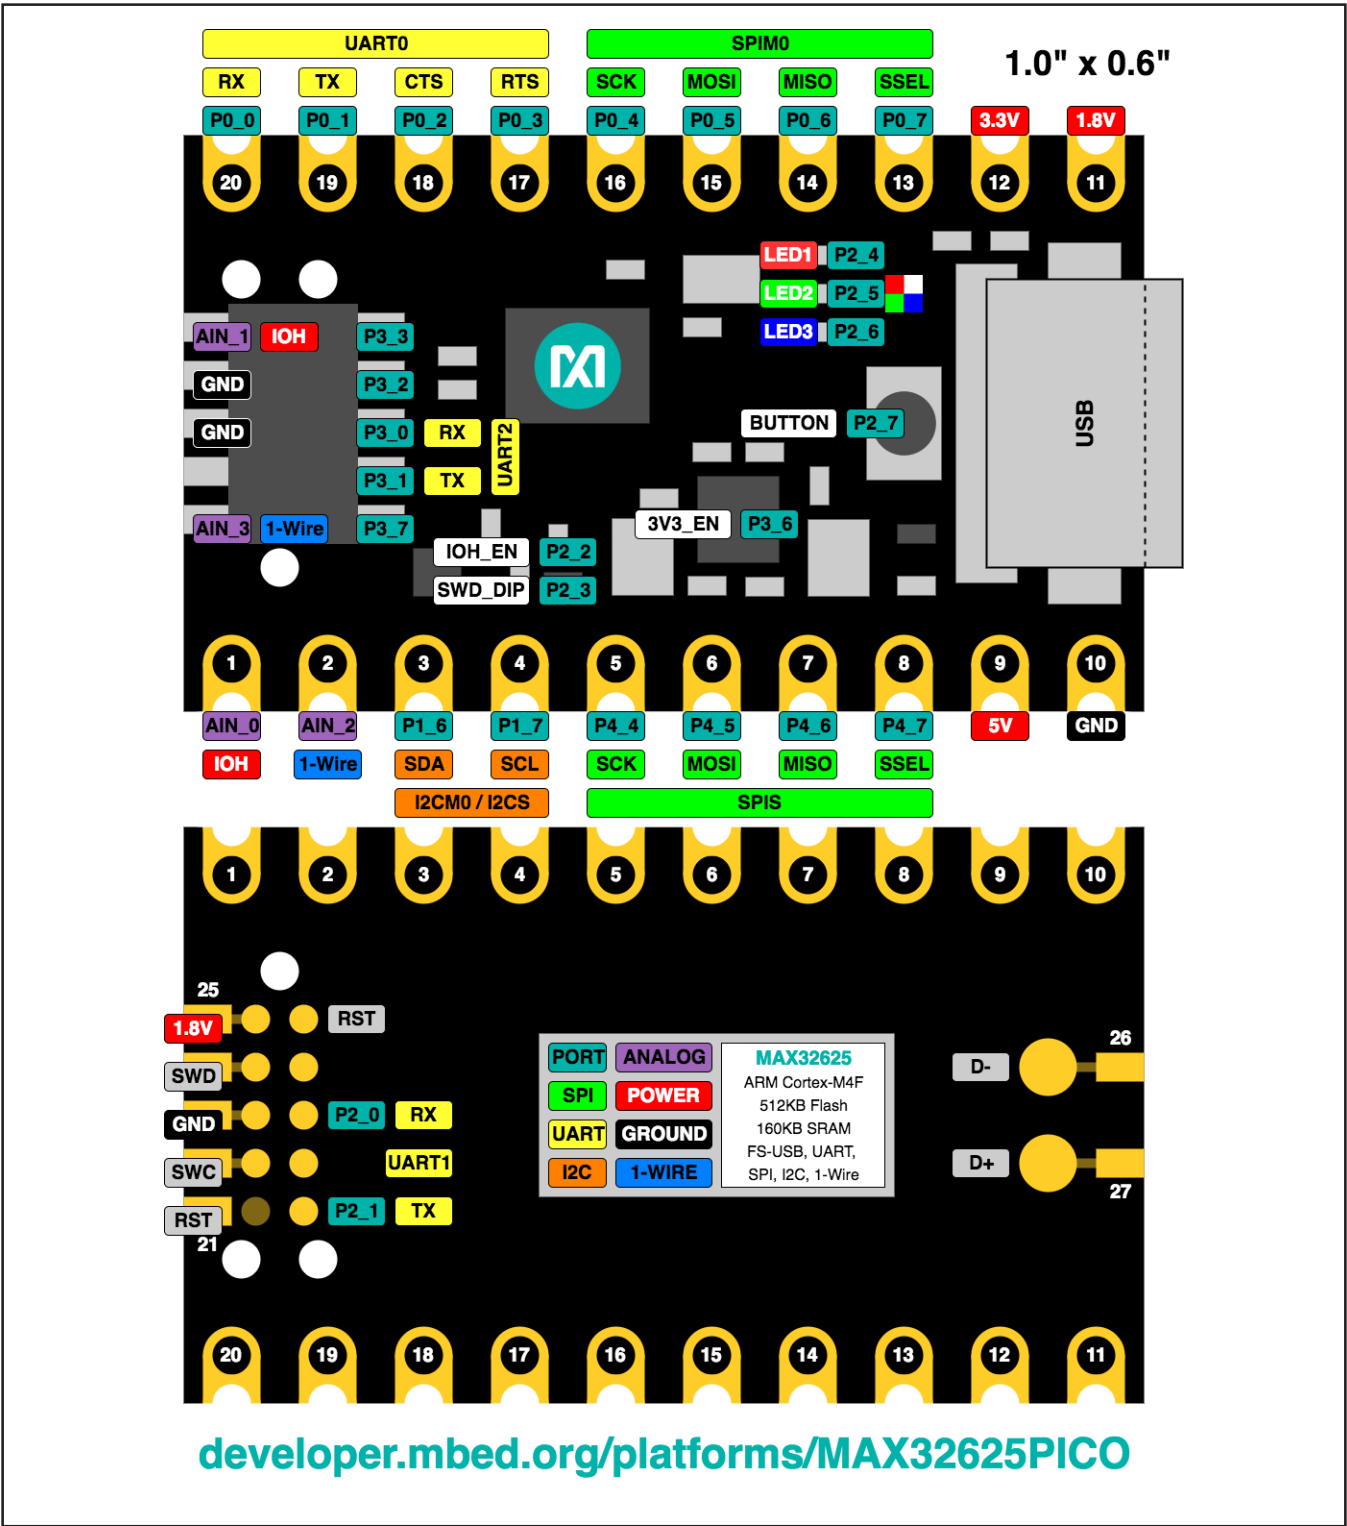 UART0 SPIM0
1.0" x 0.6"
RX TX CTS RTS SCK MOSI MISO SSEL
P0_0 P0_1 P0_2 P0_3 P0_4 P0_5 P0_6 P0_7 3.3V 1.8V
20 19 18 17 16 15 14 13 12 11
LED1 P2_4
LED2 P2_5
LED3 P2_6
AIN_1 IOH P3_3
GND P3_2
GND P3_0 RX
UART2
P3_1 TX
BUTTON P2_7
USB
AIN_3 1-Wire P3_7
3V3_EN P3_6
IOH_EN P2_2
SWD_DIP P2_3
1 2 3 4 5 6 7 8 9 10
AIN_0 AIN_2 P1_6 P1_7 P4_4 P4_5 P4_6 P4_7 5V GND
IOH 1-Wire SDA SCL SCK MOSI MISO SSEL
I2CM0 / I2CS SPIS
1 2 3 4 5 6 7 8 9 10
25
1.8V RST
SWD
GND P2_0 RX
SWC UART1
RST P2_1 TX
21
PORT ANALOG
SPI POWER
UART GROUND
I2C 1-WIRE
MAX32625
ARM Cortex-M4F
512KB Flash
160KB SRAM
FS-USB, UART,
SPI, I2C, 1-Wire
26
D-
D+
27
20 19 18 17 16 15 14 13 12 11
developer.mbed.org/platforms/MAX32625PICO